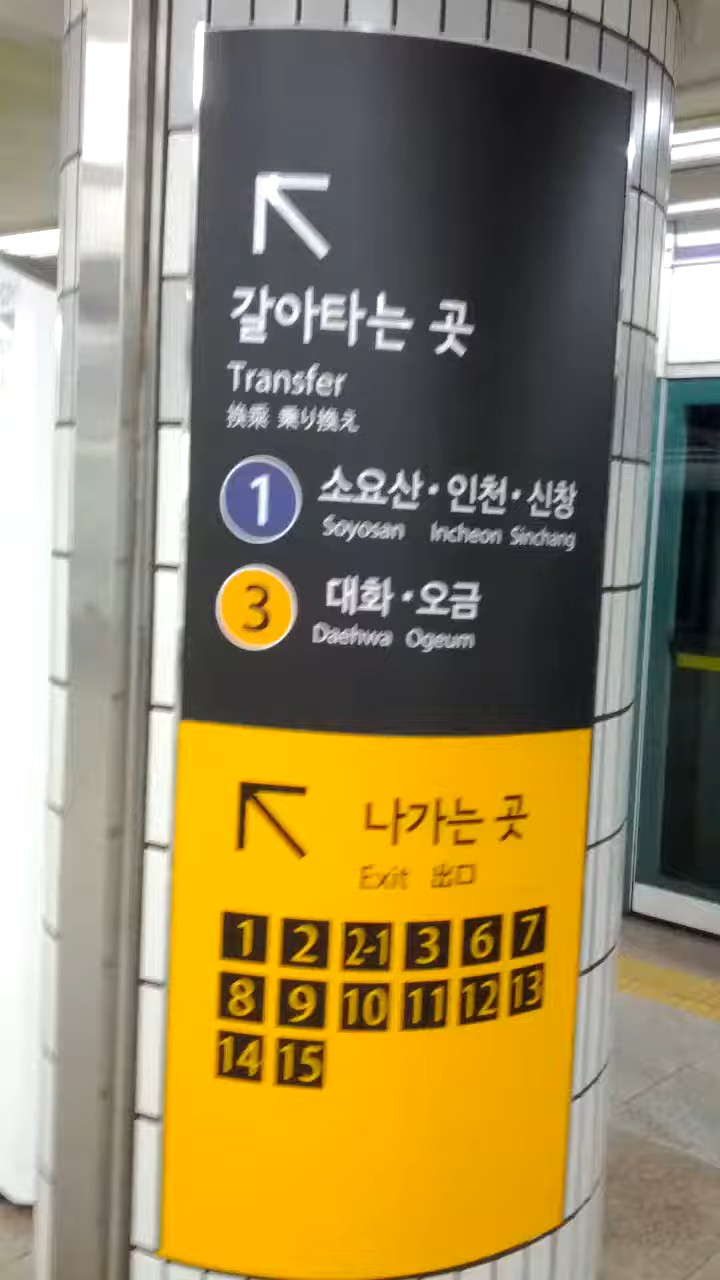 갈아타는 곳
Transfer
換乘 乗り換え
1 소요산·인천·신창
Soyosan Incheon Sinchang
3 대화·오금
Daehwa Ogeum
나가는 곳
Exit 出口
1 2 2-1 3 6 7
8 9 10 11 12 13
14 15